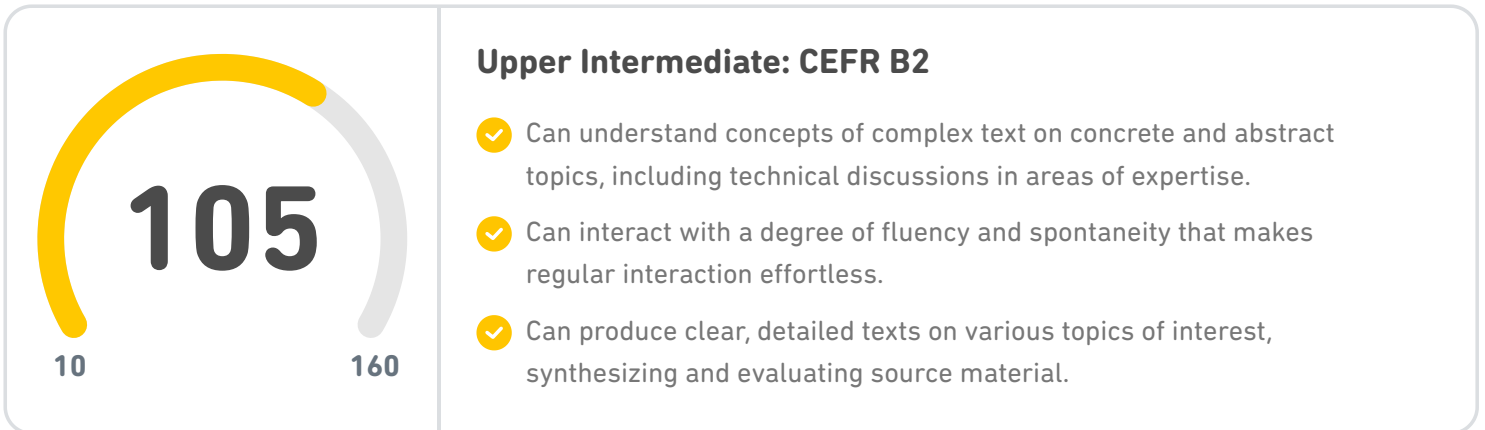 105
10
160
Upper Intermediate: CEFR B2
Can understand concepts of complex text on concrete and abstract
topics, including technical discussions in areas of expertise.
Can interact with a degree of fluency and spontaneity that makes
regular interaction effortless.
Can produce clear, detailed texts on various topics of interest,
synthesizing and evaluating source material.